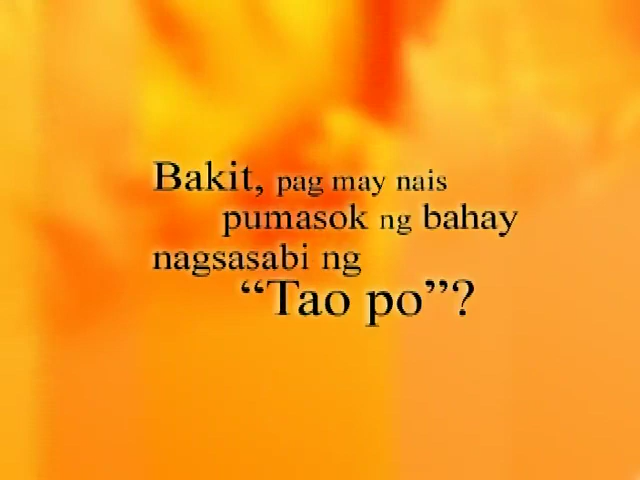 Bakit, pag may nais
pumasok ng bahay
nagsasabi ng
“Tao po”?